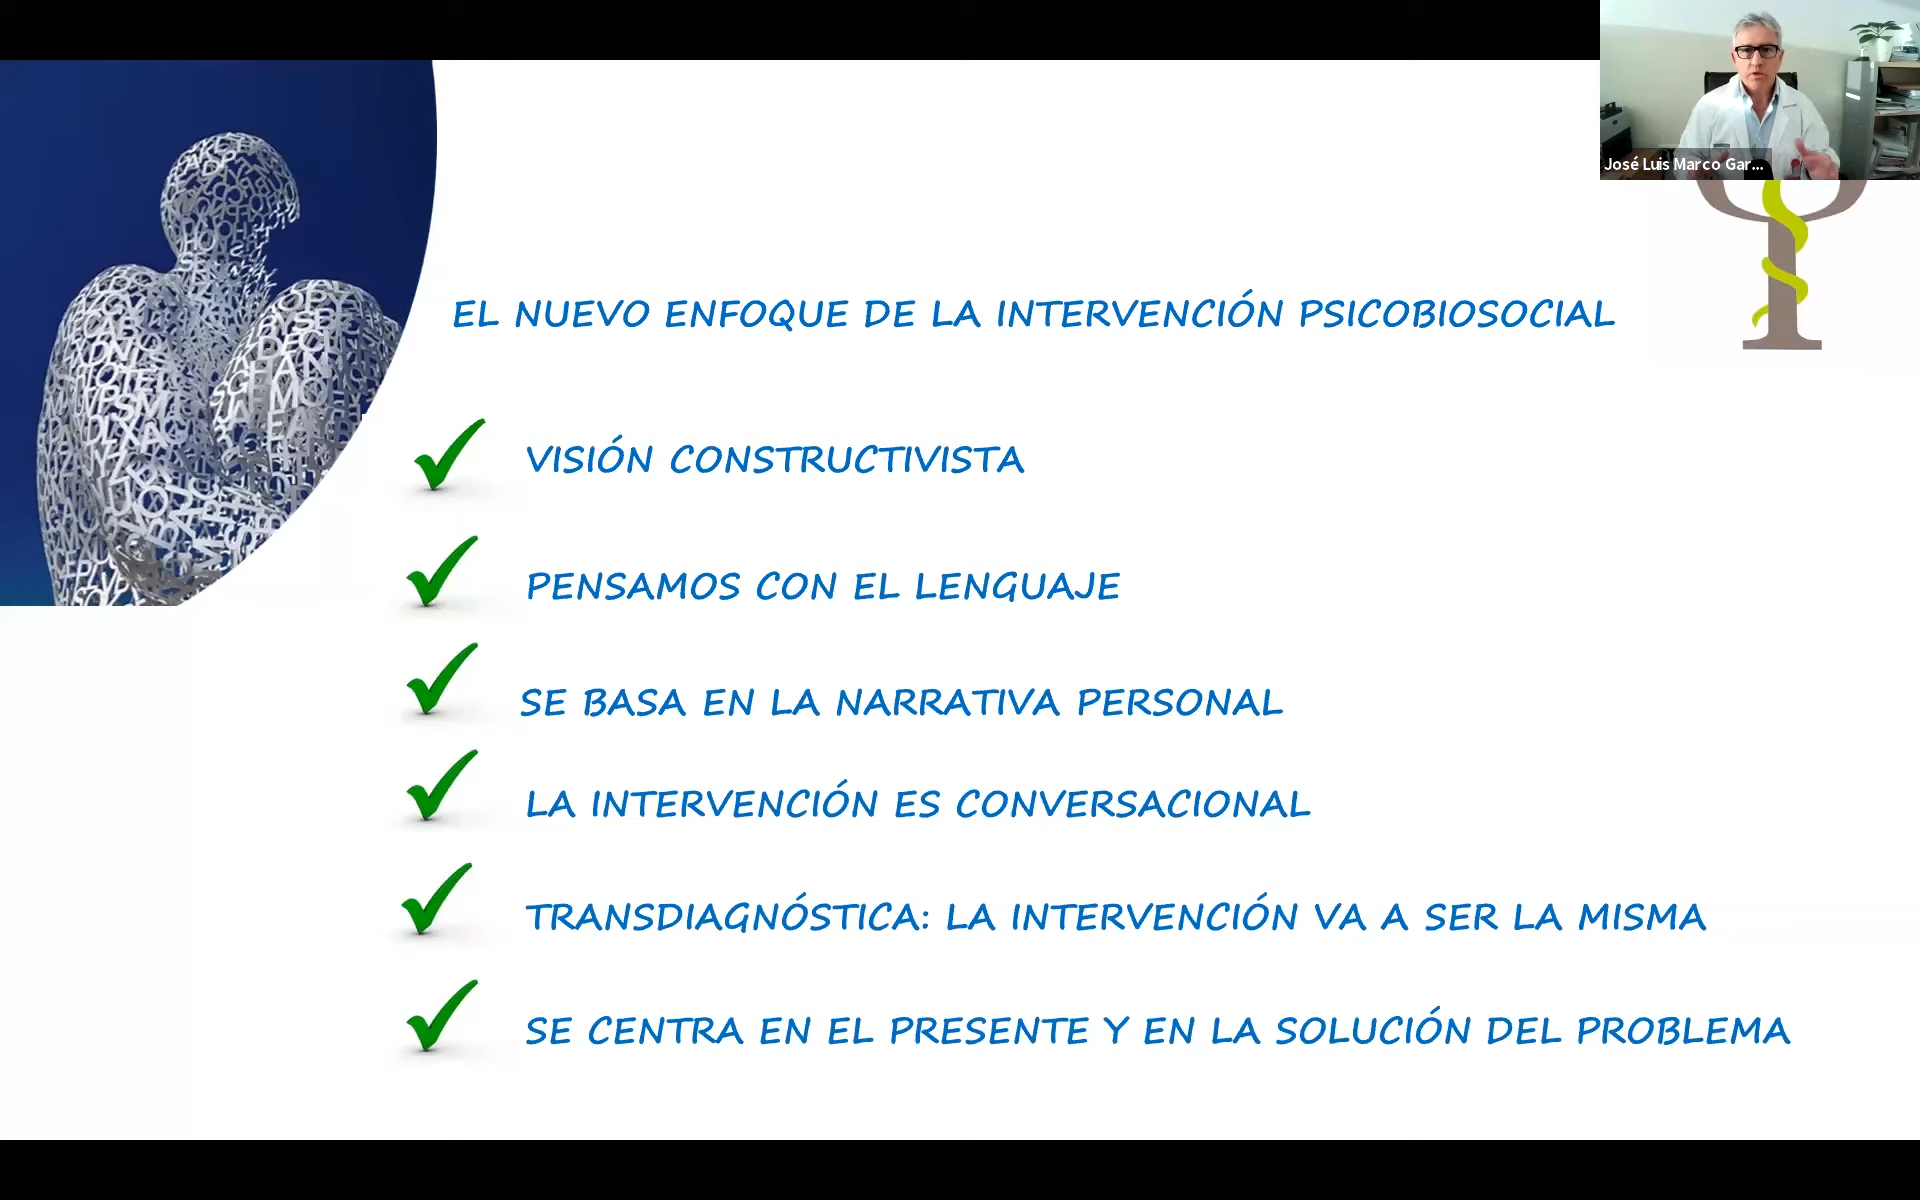 José Luis Marco Gar...
EL NUEVO ENFOQUE DE LA INTERVENCIÓN PSICOBIOSOCIAL
VISIÓN CONSTRUCTIVISTA
PENSAMOS CON EL LENGUAJE
SE BASA EN LA NARRATIVA PERSONAL
LA INTERVENCIÓN ES CONVERSACIONAL
TRANSDIAGNÓSTICA: LA INTERVENCIÓN VA A SER LA MISMA
SE CENTRA EN EL PRESENTE Y EN LA SOLUCIÓN DEL PROBLEMA